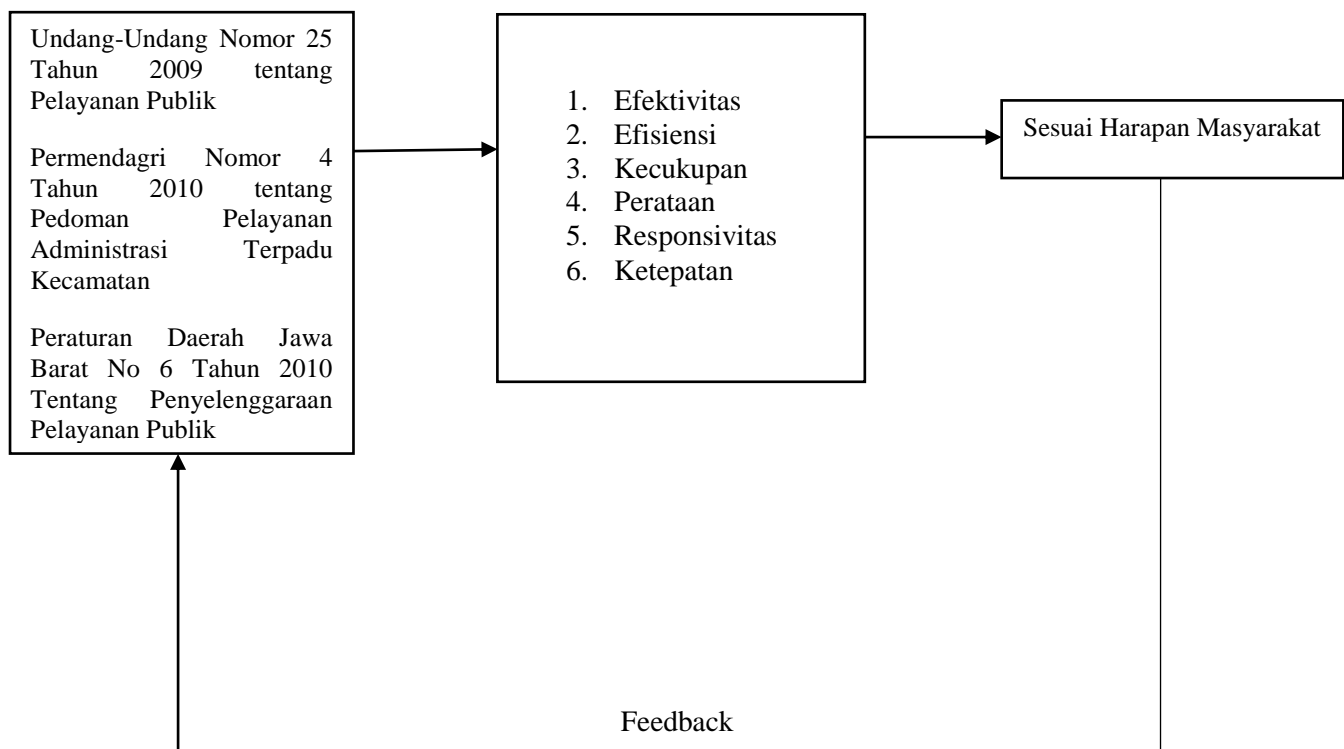 Undang-Undang Nomor 25
Tahun 2009 tentang
Pelayanan Publik
Permendagri Nomor 4
Tahun 2010 tentang
Pedoman Pelayanan
Administrasi Terpadu
Kecamatan
Peraturan Daerah Jawa
Barat No 6 Tahun 2010
Tentang Penyelenggaraan
Pelayanan Publik
1. Efektivitas
2. Efisiensi
3. Kecukupan
4. Perataan
5. Responsivitas
6. Ketepatan
Sesuai Harapan Masyarakat
Feedback